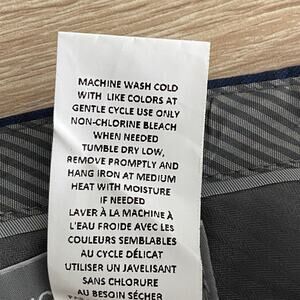 MACHINE WASH COLD
WITH LIKE COLORS AT
GENTLE CYCLE USE ONLY
NON-CHLORINE BLEACH
WHEN NEEDED
TUMBLE DRY LOW,
REMOVE PROMPTLY AND
HANG IRON AT MEDIUM
HEAT WITH MOISTURE
IF NEEDED
LAVER À LA MACHINE À
L'EAU FROIDE AVEC LES
COULEURS SEMBLABLES
AU CYCLE DÉLICAT
UTILISER UN JAVELISANT
SANS CHLORURE
AU BESOIN SÉCHER